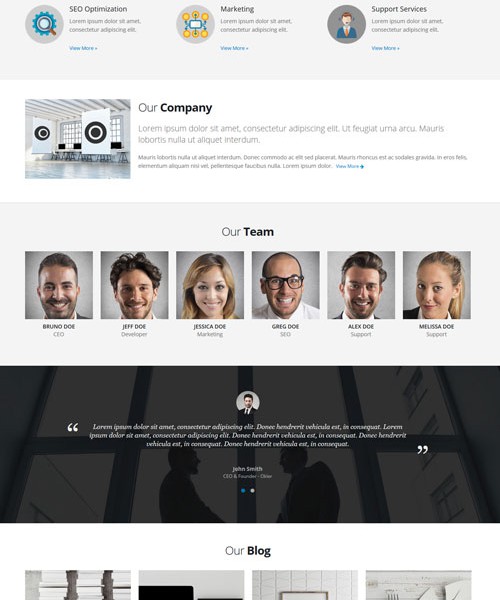 SEO Optimization
Lorem ipsum dolor sit amet,
consectetur adipiscing elit.
View More »
Marketing
Lorem ipsum dolor sit amet,
consectetur adipiscing elit.
View More »
Support Services
Lorem ipsum dolor sit amet,
consectetur adipiscing elit.
View More »
Our Company
Lorem ipsum dolor sit amet, consectetur adipiscing elit. Ut feugiat urna arcu. Mauris
lobortis nulla ut aliquet interdum.
Mauris lobortis nulla ut aliquet interdum. Donec commodo ac elit sed placerat. Mauris rhoncus est ac sodales gravida. In eros felis,
elementum aliquam nisi vel, pellentesque faucibus nulla. Lorem ipsum dolor. View More
Our Team
BRUNO DOE
CEO
JEFF DOE
Developer
JESSICA DOE
Marketing
GREG DOE
SEO
ALEX DOE
Support
MELISSA DOE
Support
“ Lorem ipsum dolor sit amet, consectetur adipiscing elit. Donec hendrerit vehicula est, in consequat. Lorem
ipsum dolor sit amet, consectetur adipiscing elit. Donec hendrerit vehicula est, in consequat. Donec
hendrerit vehicula est, in consequat. Donec hendrerit vehicula est, in consequat. ”
John Smith
CEO & Founder - Okler
Our Blog